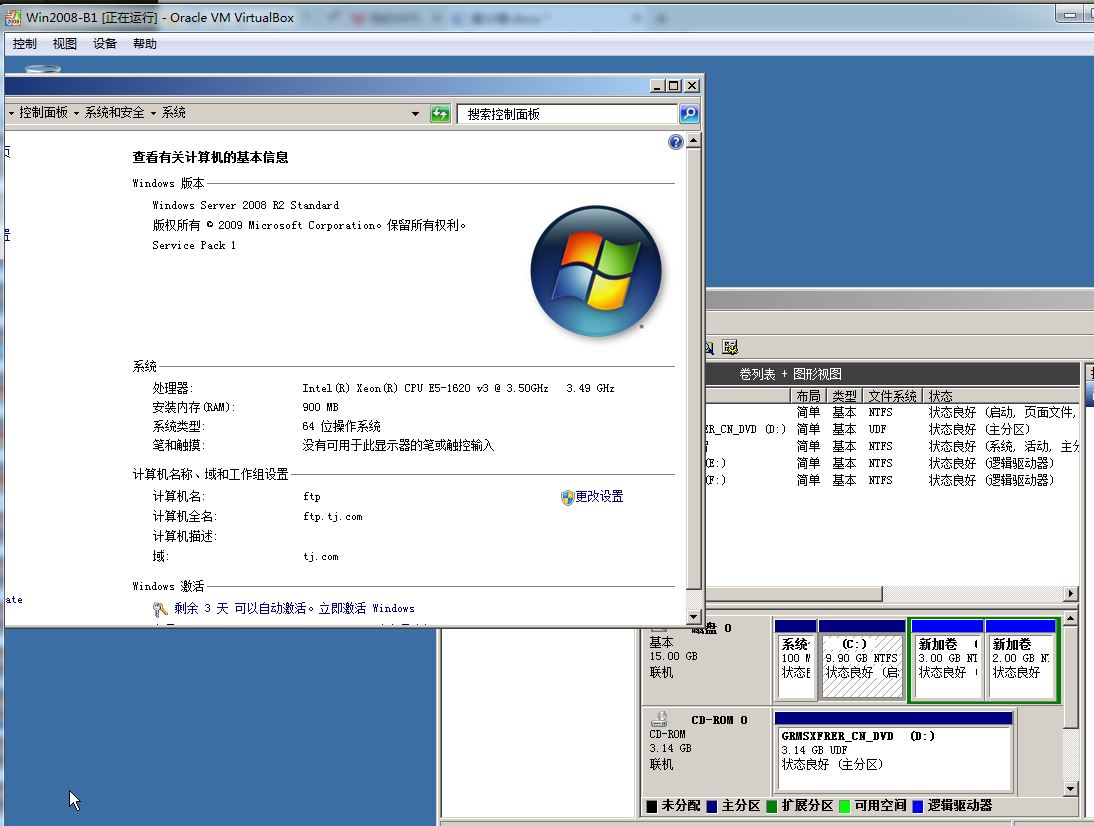 Win2008-B1 [正在运行] - Oracle VM VirtualBox
控制 视图 设备 帮助
控制面板 系统和安全 系统
搜索控制面板
查看有关计算机的基本信息
Windows 版本
Windows Server 2008 R2 Standard
版权所有 © 2009 Microsoft Corporation。保留所有权利。
Service Pack 1
系统
处理器: Intel(R) Xeon(R) CPU E5-1620 v3 @ 3.50GHz 3.49 GHz
安装内存(RAM): 900 MB
系统类型: 64 位操作系统
笔和触摸: 没有可用于此显示器的笔或触控输入
计算机名称、域和工作组设置
计算机名: ftp
更改设置
计算机全名: ftp.tj.com
计算机描述:
域: tj.com
Windows 激活
剩余 3 天 可以自动激活。立即激活 Windows
页
置
ate
卷列表 + 图形视图
布局 类型 文件系统 状态
简单 基本 NTFS 状态良好 (启动, 页面文件,
ER_CN_DVD (D:) 简单 基本 UDF 状态良好 (主分区)
简单 基本 NTFS 状态良好 (系统, 活动, 主分
(E:) 简单 基本 NTFS 状态良好 (逻辑驱动器)
(F:) 简单 基本 NTFS 状态良好 (逻辑驱动器)
磁盘 0
基本
15.00 GB
联机
系统
100 M
状态
(C:)
9.90 GB NTFS
状态良好 (启
新加卷 (
3.00 GB NT
状态良好 (
新加卷
2.00 GB N
状态良好
CD-ROM 0
CD-ROM
3.14 GB
联机
GRMSXFRER_CN_DVD (D:)
3.14 GB UDF
状态良好 (主分区)
未分配 主分区 扩展分区 可用空间 逻辑驱动器